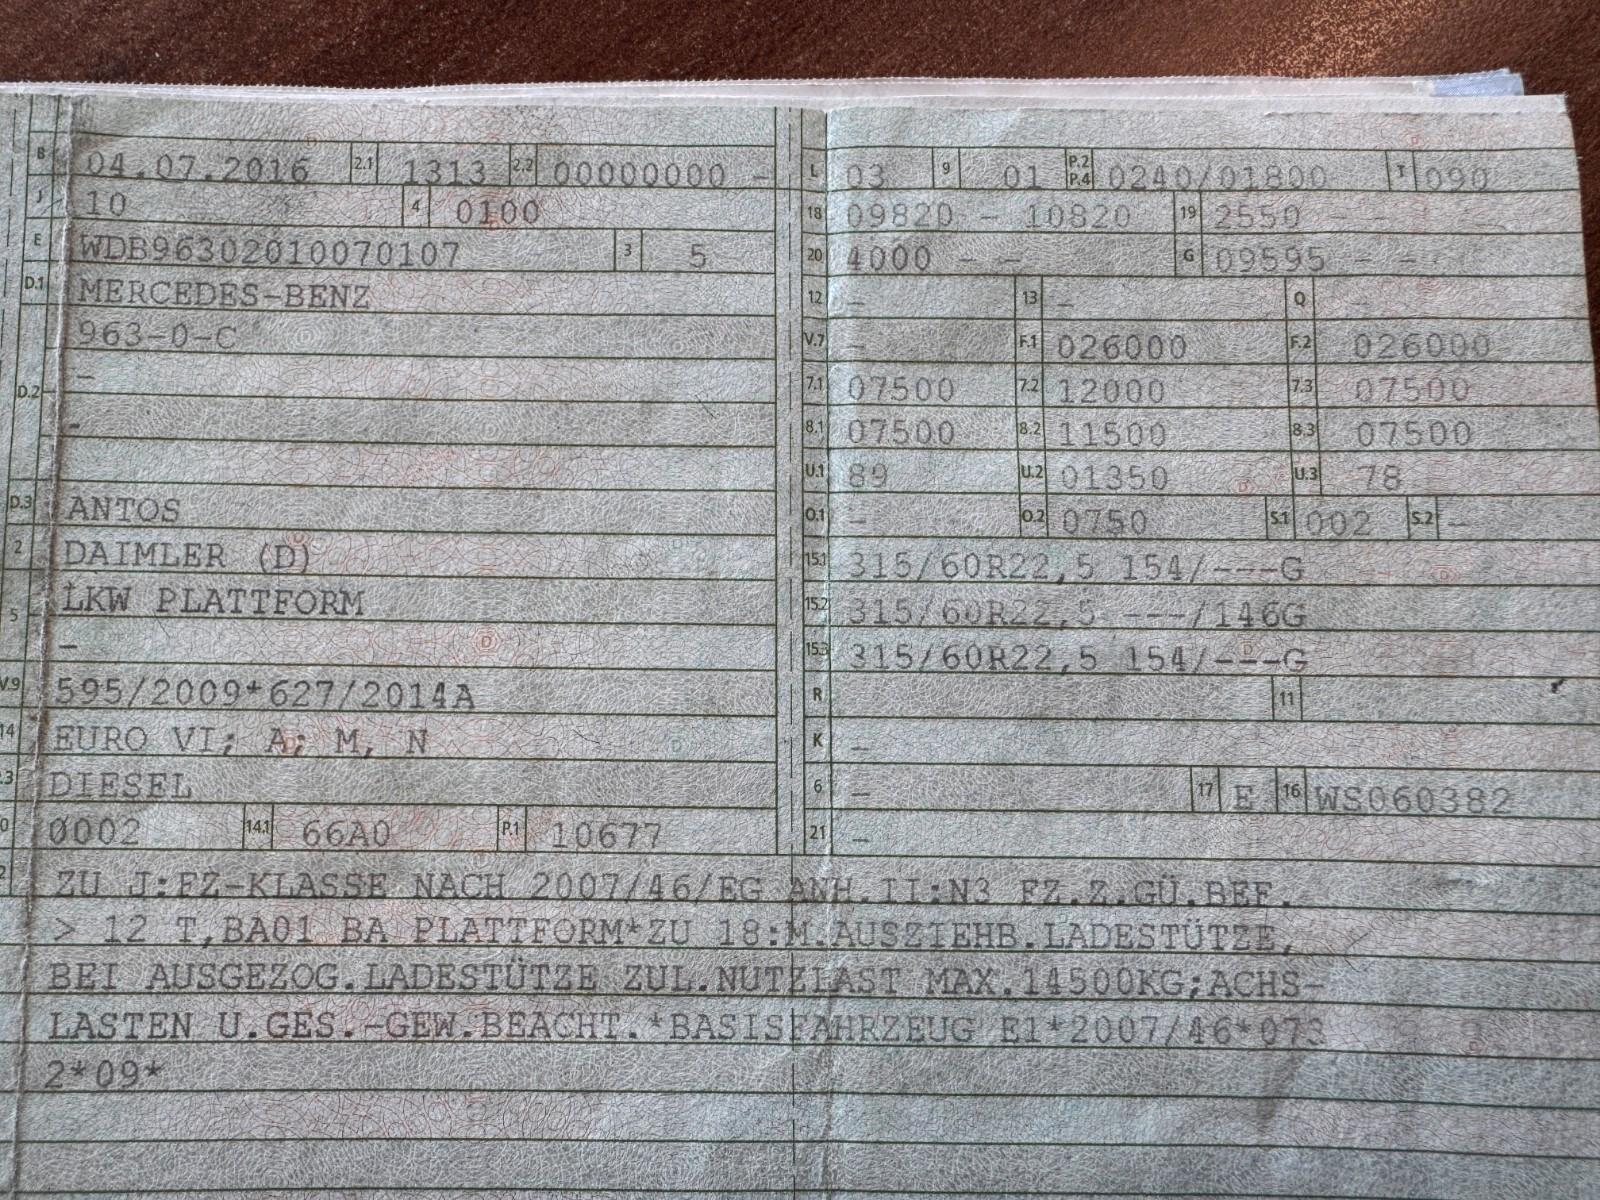 B 04.07.2016 2.1 1313 2.2 00000000 -
J 10 4 0100
E WDB96302010070107 3 5
D.1 MERCEDES-BENZ
963-0-C
D.2 -
-
D.3 ANTOS
2 DAIMLER (D)
5 LKW PLATTFORM
-
V.9 595/2009*627/2014A
14 EURO VI; A; M, N
P.3 DIESEL
10 0002 14.1 66A0 P.1 10677
L 03 9 01 P.2 P.4 0240/01800 T 090
18 09820 - 10820 19 2550 -
20 4000 - - G 09595 - -
12 - 13 - Q -
V.7 - F.1 026000 F.2 026000
7.1 07500 7.2 12000 7.3 07500
8.1 07500 8.2 11500 8.3 07500
U.1 89 U.2 01350 U.3 78
O.1 - O.2 0750 S.1 002 S.2 -
15.1 315/60R22,5 154/---G
15.2 315/60R22,5 ---/146G
15.3 315/60R22,5 154/---G
R 11
K -
6 - 17 E 16 WS060382
21 -
ZU J:FZ-KLASSE NACH 2007/46/EG ANH.II:N3 FZ.Z.GÜ.BEF.
> 12 T,BA01 BA PLATTFORM*ZU 18:M.AUSZIEHB.LADESTÜTZE,
BEI AUSGEZOG.LADESTÜTZE ZUL.NUTZLAST MAX.14500KG;ACHS-
LASTEN U.GES.-GEW.BEACHT.*BASISFAHRZEUG E1*2007/46*073
2*09*